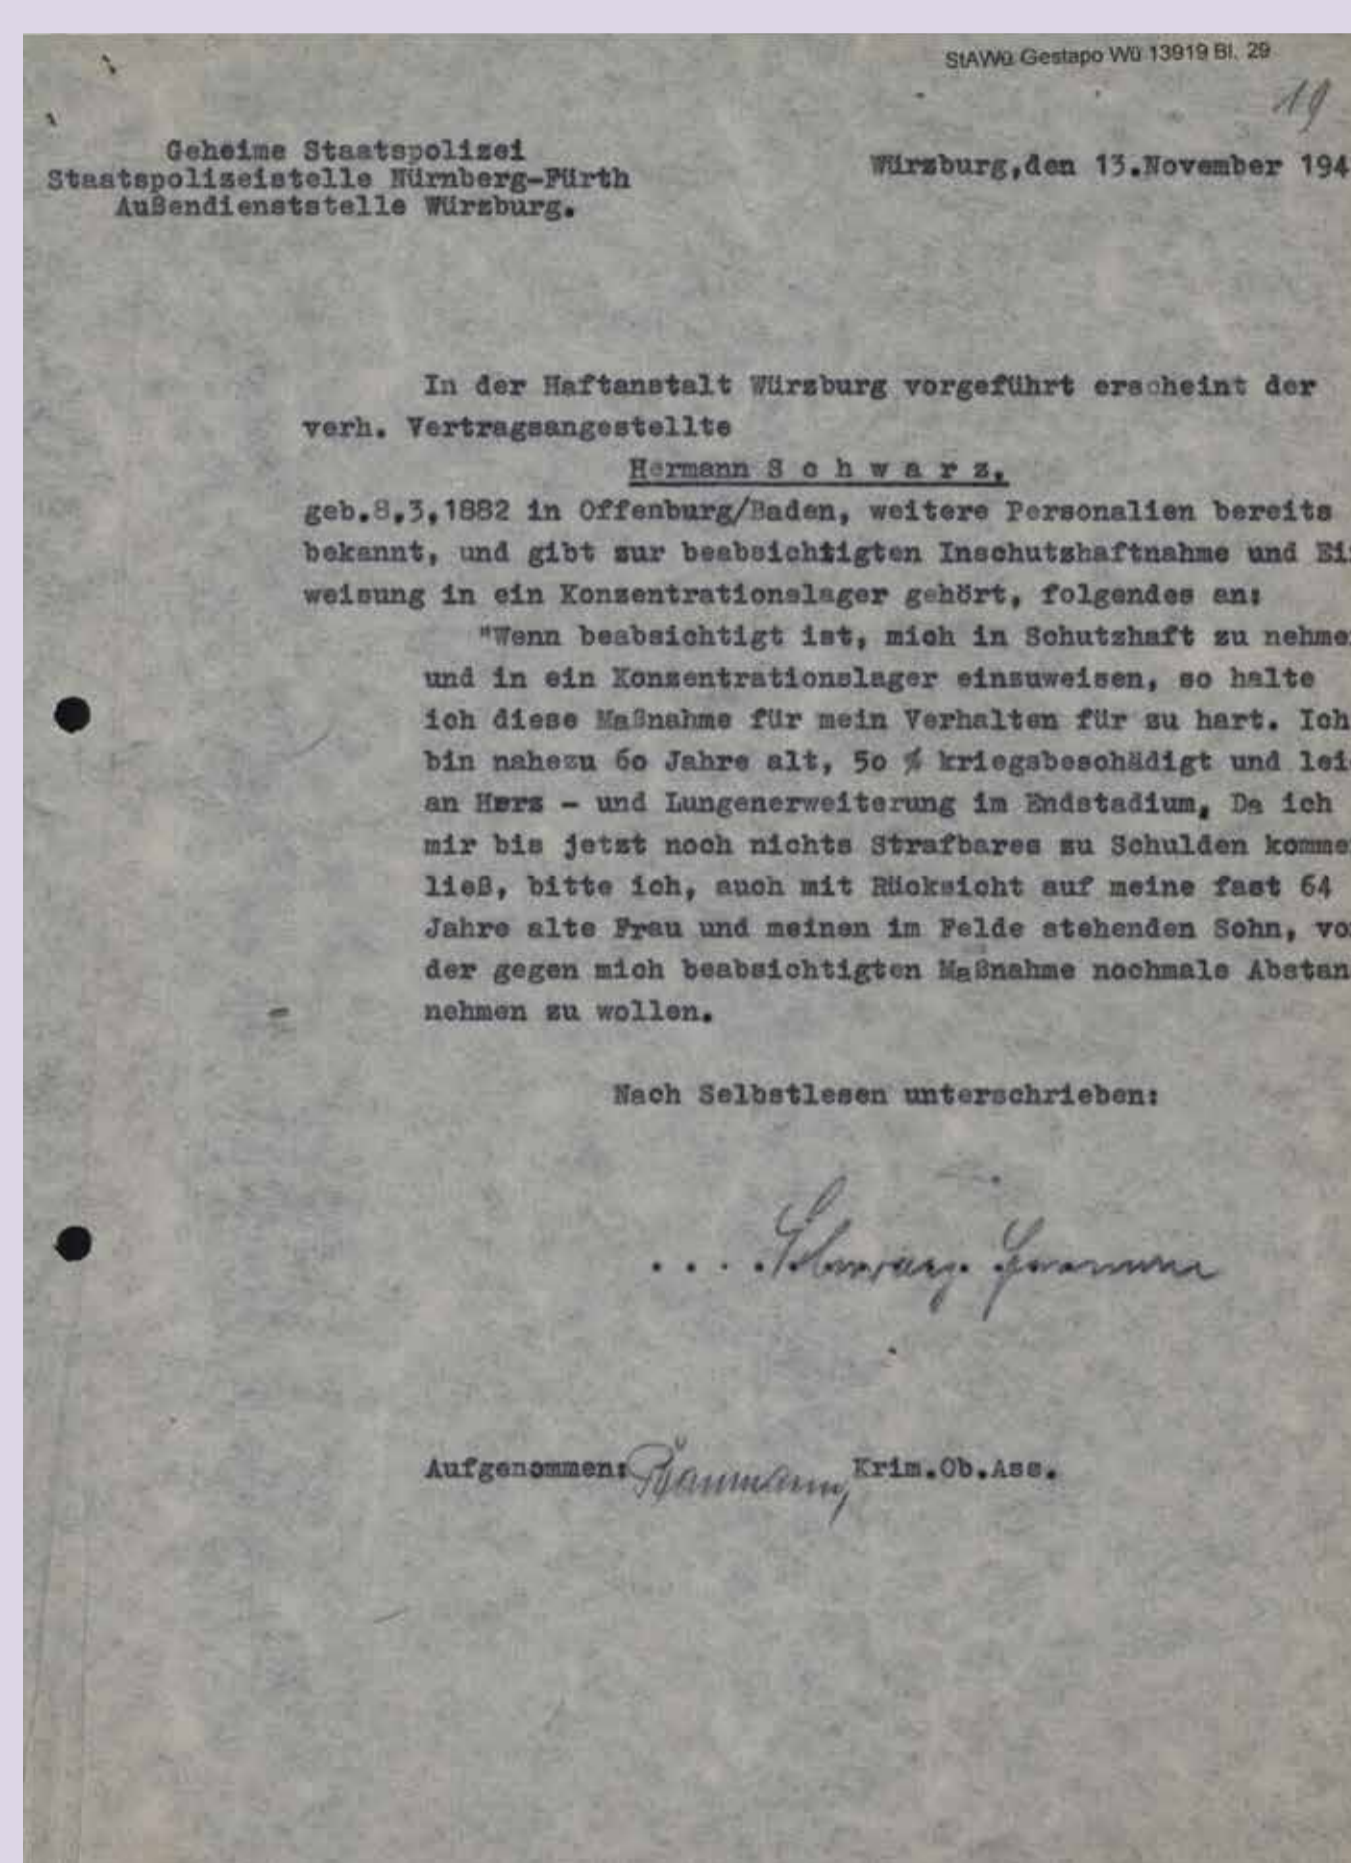 StAWü Gestapo Wü 13919 Bl. 29
19
Geheime Staatspolizei
Staatspolizeistelle Nürnberg-Fürth
Außendienststelle Würzburg.
Würzburg,den 13.November 194
In der Haftanstalt Würzburg vorgeführt erscheint der
verh. Vertragsangestellte
Hermann S c h w a r z,
geb.8.3.1882 in Offenburg/Baden, weitere Personalien bereits
bekannt, und gibt zur beabsichtigten Inschutzhaftnahme und Ei
weisung in ein Konzentrationslager gehört, folgendes an:
"Wenn beabsichtigt ist, mich in Schutzhaft zu nehme
und in ein Konzentrationslager einzuweisen, so halte
ich diese Maßnahme für mein Verhalten für zu hart. Ich
bin nahezu 60 Jahre alt, 50 % kriegsbeschädigt und lei
an Herz - und Lungenerweiterung im Endstadium. Da ich
mir bis jetzt noch nichts Strafbares zu Schulden komme
ließ, bitte ich, auch mit Rücksicht auf meine fast 64
Jahre alte Frau und meinen im Felde stehenden Sohn, vo
der gegen mich beabsichtigten Maßnahme nochmals Abstan
nehmen zu wollen.
Nach Selbstlesen unterschrieben:
. . . . Schwarz Hermann
Aufgenommen: Baumann, Krim.Ob.Ass.